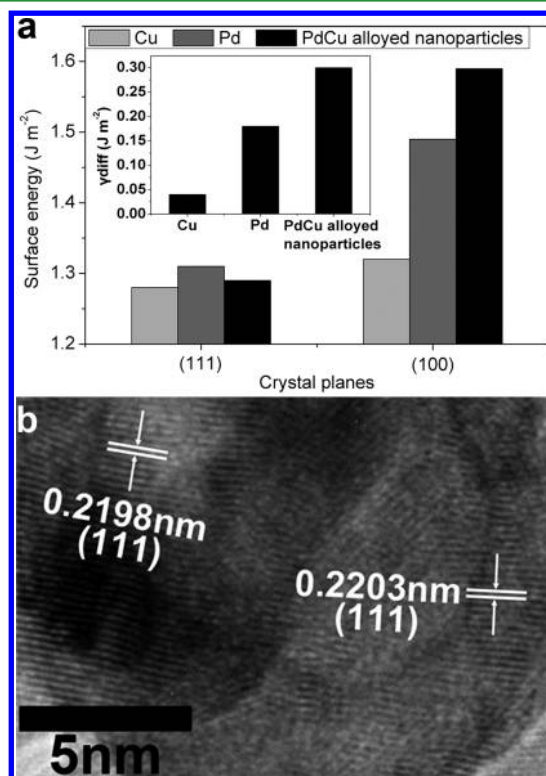 a
Cu Pd PdCu alloyed nanoparticles
Surface energy (J m⁻²)
1.6
1.5
1.4
1.3
1.2
γdiff (J m⁻²)
0.30
0.25
0.20
0.15
0.10
0.05
0.00
Cu Pd PdCu alloyed
nanoparticles
(111) (100)
Crystal planes
b
0.2198nm
(111)
0.2203nm
(111)
5nm